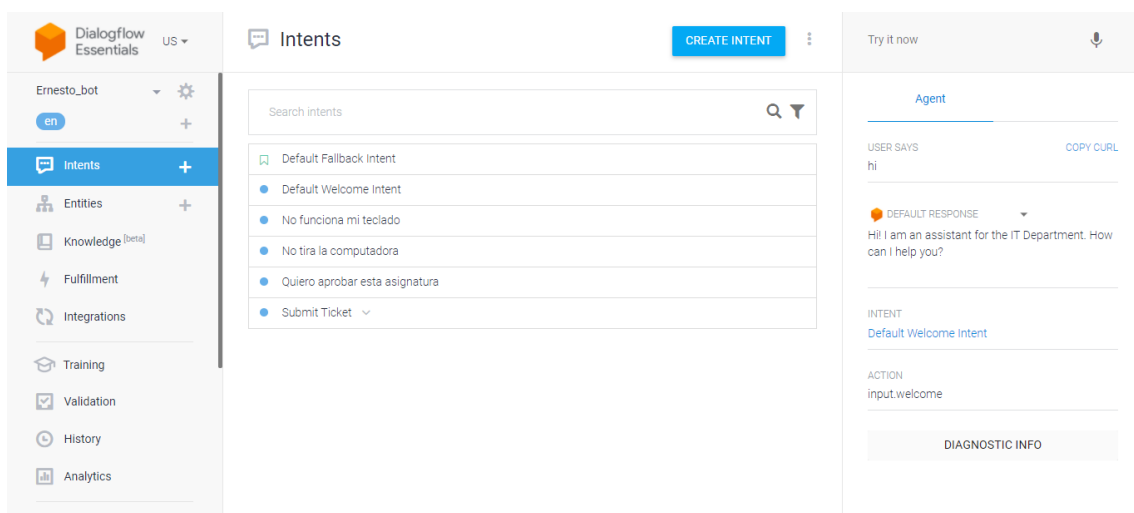 Dialogflow
Essentials
US
Ernesto_bot
en
Intents
Entities
Knowledge [beta]
Fulfillment
Integrations
Training
Validation
History
Analytics
Intents
CREATE INTENT
Search intents
Default Fallback Intent
Default Welcome Intent
No funciona mi teclado
No tira la computadora
Quiero aprobar esta asignatura
Submit Ticket
Try it now
Agent
USER SAYS
COPY CURL
hi
DEFAULT RESPONSE
Hi! I am an assistant for the IT Department. How
can I help you?
INTENT
Default Welcome Intent
ACTION
input.welcome
DIAGNOSTIC INFO